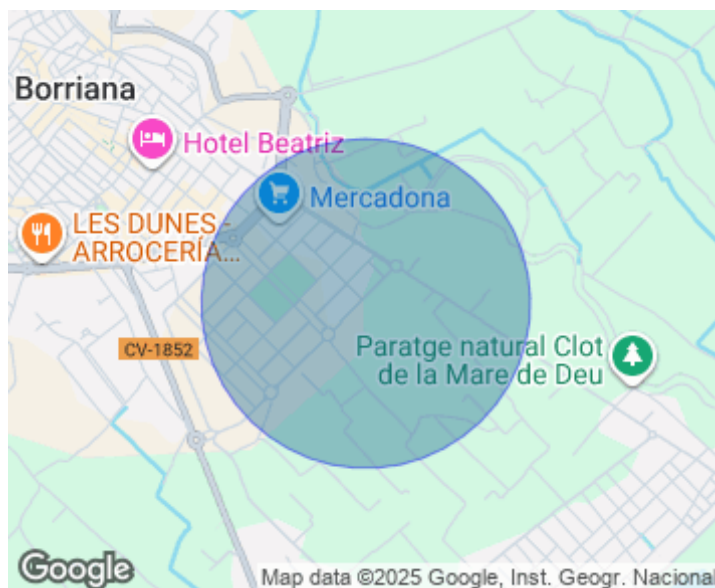 Borriana
Hotel Beatriz
Mercadona
LES DUNES -
ARROCERÍA...
CV-1852
Paratge natural Clot
de la Mare de Deu
Google
Map data ©2025 Google, Inst. Geogr. Nacional